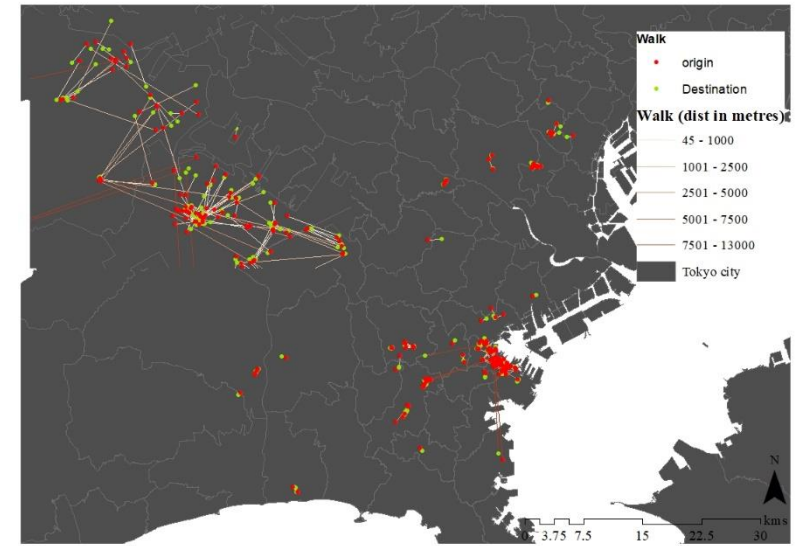 Walk
origin
Destination
Walk (dist in metres)
45 - 1000
1001 - 2500
2501 - 5000
5001 - 7500
7501 - 13000
Tokyo city
N
kms
0 3.75 7.5 15 22.5 30